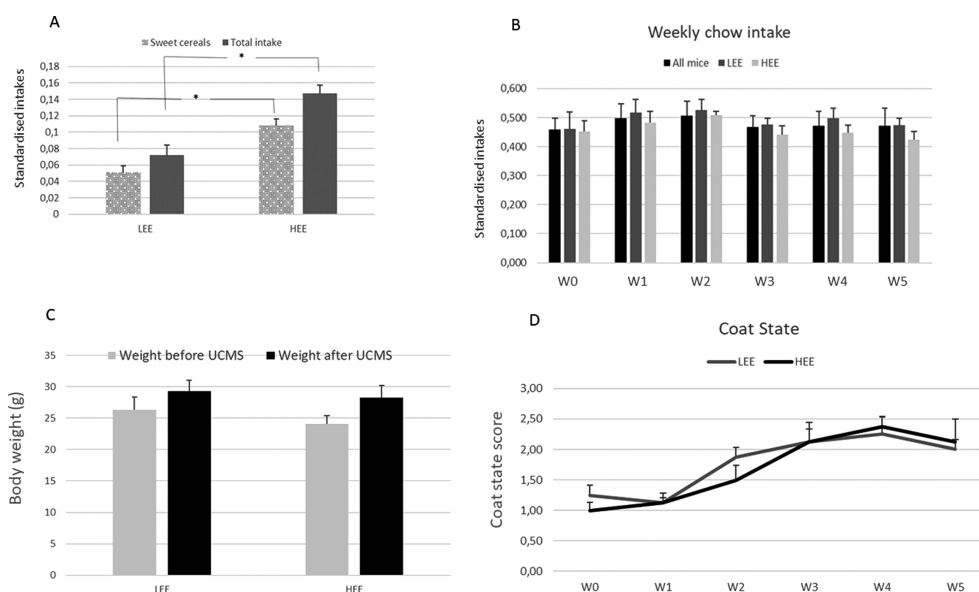 A
Sweet cereals Total intake
Standardised intakes
0,18
0,16
0,14
0,12
0,1
0,08
0,06
0,04
0,02
0
*
*
LEE HEE
B
Weekly chow intake
All mice LEE HEE
Standardised intakes
0,600
0,500
0,400
0,300
0,200
0,100
0,000
W0 W1 W2 W3 W4 W5
C
Weight before UCMS Weight after UCMS
Body weight (g)
35
30
25
20
15
10
5
0
LEE HEE
D
Coat State
LEE HEE
Coat state score
3,00
2,50
2,00
1,50
1,00
0,50
0,00
W0 W1 W2 W3 W4 W5